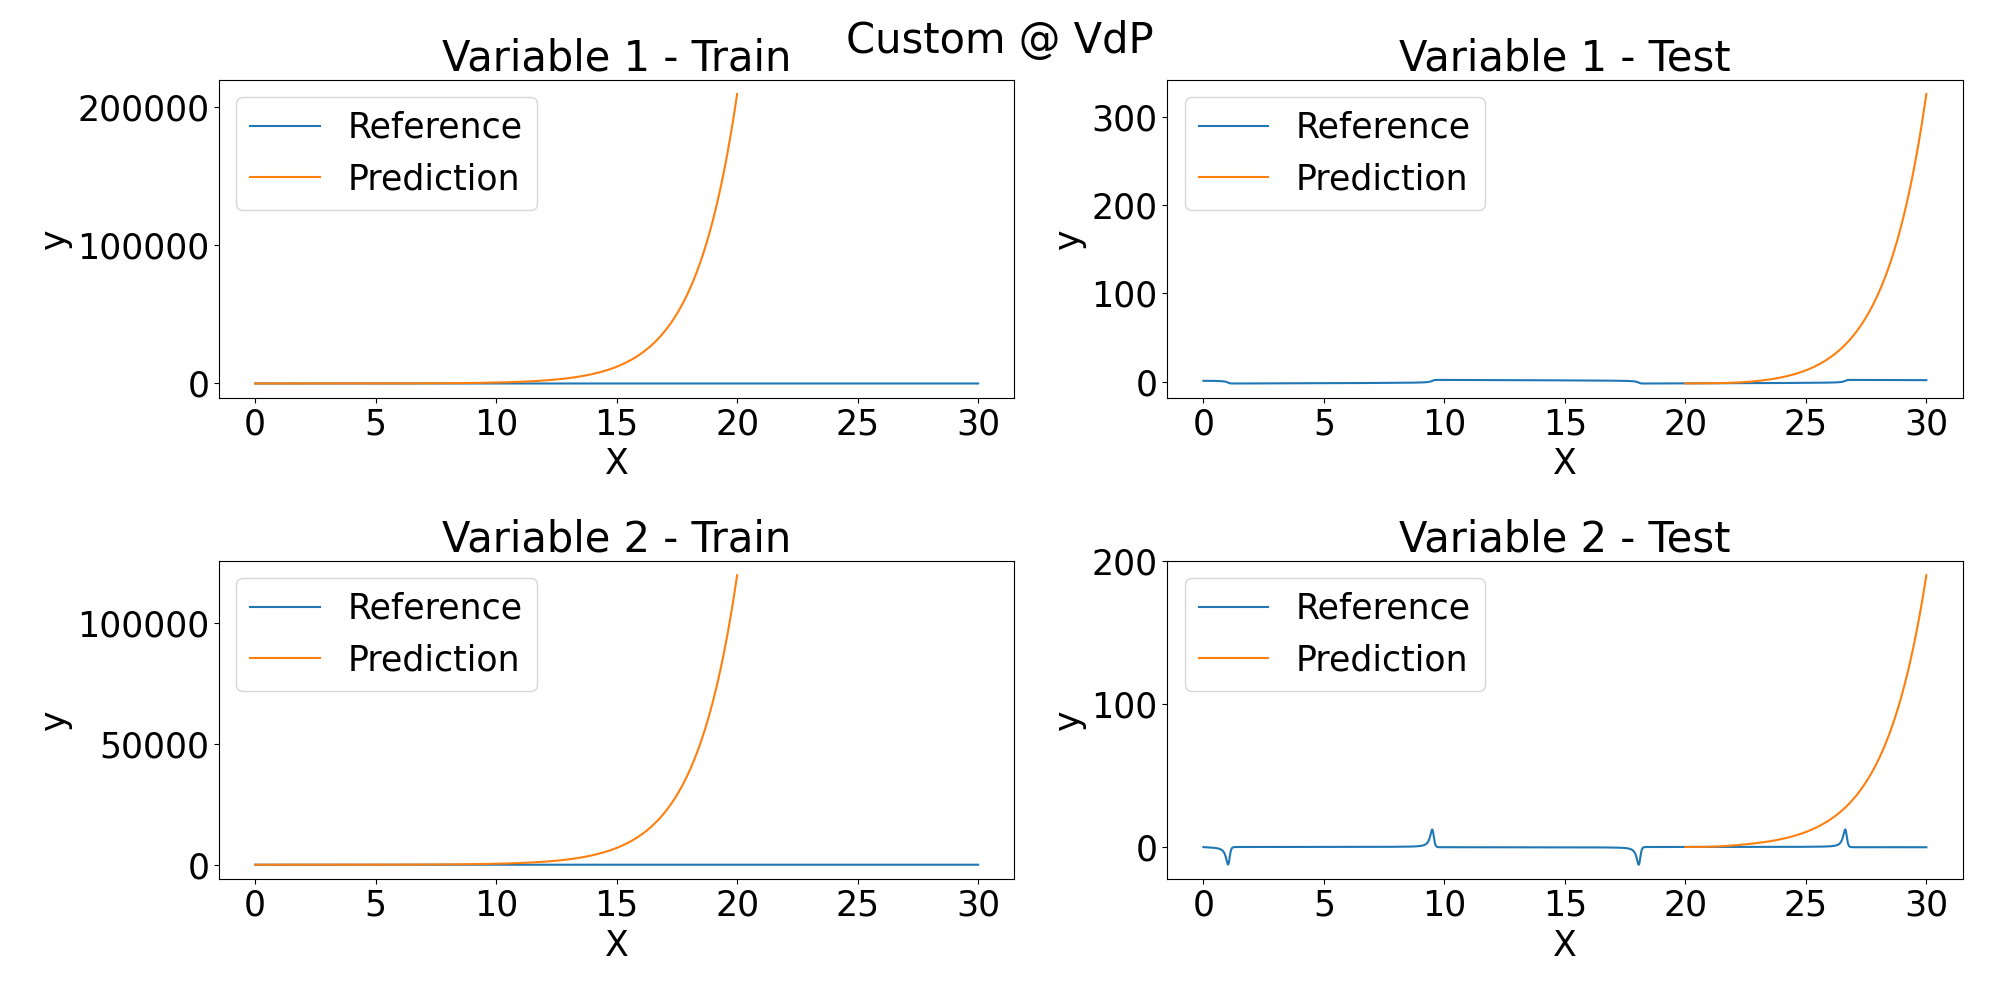 Custom @ VdP
Variable 1 - Train
200000
100000
0
y
Reference
Prediction
0 5 10 15 20 25 30
X
Variable 1 - Test
300
200
100
0
y
Reference
Prediction
0 5 10 15 20 25 30
X
Variable 2 - Train
100000
50000
0
y
Reference
Prediction
0 5 10 15 20 25 30
X
Variable 2 - Test
200
100
0
y
Reference
Prediction
0 5 10 15 20 25 30
X